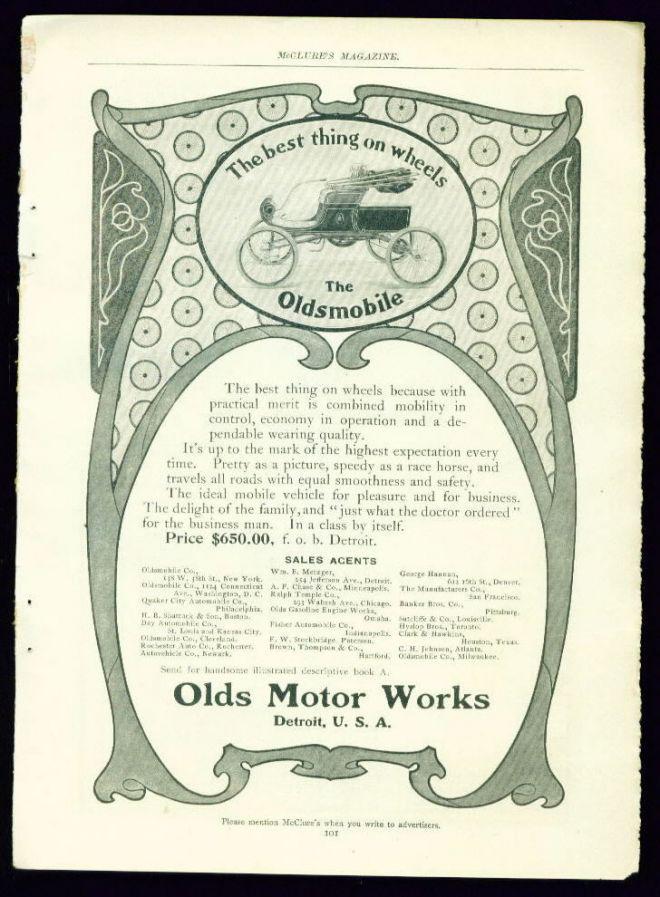 McCLURE'S MAGAZINE.
The best thing on wheels
The
Oldsmobile
The best thing on wheels because with
practical merit is combined mobility in
control, economy in operation and a de-
pendable wearing quality.
It's up to the mark of the highest expectation every
time. Pretty as a picture, speedy as a race horse, and
travels all roads with equal smoothness and safety.
The ideal mobile vehicle for pleasure and for business.
The delight of the family, and "just what the doctor ordered"
for the business man. In a class by itself.
Price $650.00, f. o. b. Detroit.
SALES AGENTS
Oldsmobile Co.,
138 W. 38th St., New York.
Oldsmobile Co., 1124 Connecticut
Ave., Washington, D. C.
Quaker City Automobile Co.,
Philadelphia.
H. B. Shattuck & Son, Boston.
Day Automobile Co.,
St. Louis and Kansas City.
Oldsmobile Co., Cleveland.
Rochester Auto Co., Rochester.
Autovehicle Co., Newark.
Wm. E. Metzger,
254 Jefferson Ave., Detroit.
A. F. Chase & Co., Minneapolis.
Ralph Temple Co.,
293 Wabash Ave., Chicago.
Olds Gasoline Engine Works,
Omaha.
Fisher Automobile Co.,
Indianapolis.
F. W. Stockbridge, Paterson.
Brown, Thompson & Co.,
Hartford.
George Hannan,
1612 16th St., Denver.
The Manufacturers Co.,
San Francisco.
Banker Bros. Co.,
Pittsburg.
Sutcliffe & Co., Louisville.
Hyslop Bros., Toronto.
Clark & Hawkins,
Houston, Texas.
C. H. Johnson, Atlanta.
Oldsmobile Co., Milwaukee.
Send for handsome illustrated descriptive book A.
Olds Motor Works
Detroit, U. S. A.
Please mention McClure's when you write to advertisers.
101